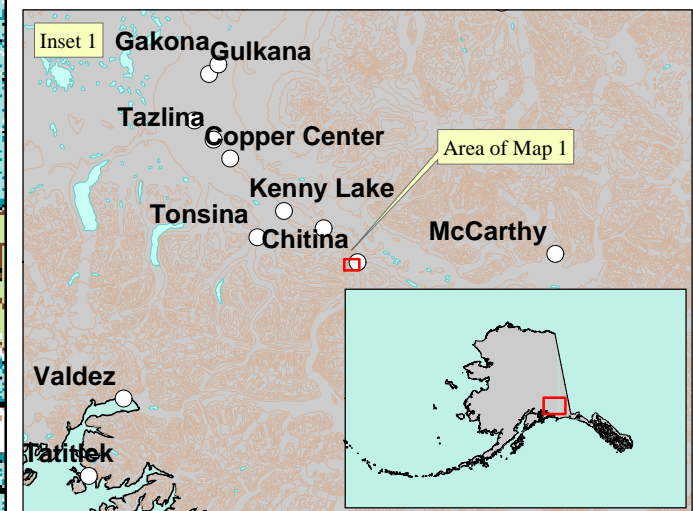 Inset 1
Gakona
Gulkana
Tazlina
Copper Center
Area of Map 1
Kenny Lake
Tonsina
Chitina
McCarthy
Valdez
Tatitlek